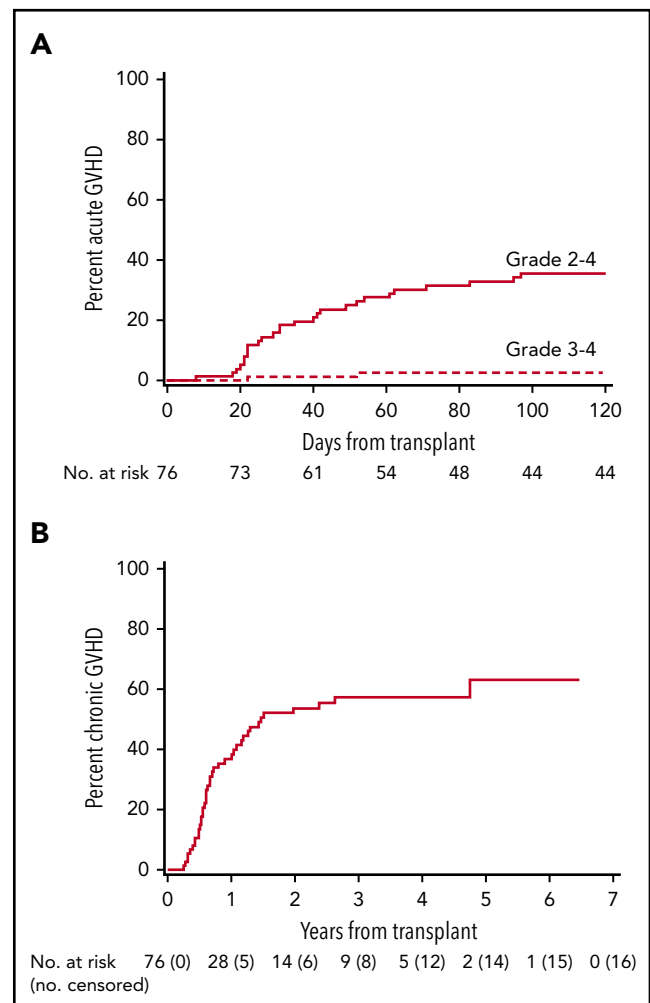 A
Percent acute GVHD
100
80
60
40
20
0
Grade 2-4
Grade 3-4
0 20 40 60 80 100 120
Days from transplant
No. at risk 76 73 61 54 48 44 44
B
Percent chronic GVHD
100
80
60
40
20
0
0 1 2 3 4 5 6 7
Years from transplant
No. at risk 76 (0) 28 (5) 14 (6) 9 (8) 5 (12) 2 (14) 1 (15) 0 (16)
(no. censored)